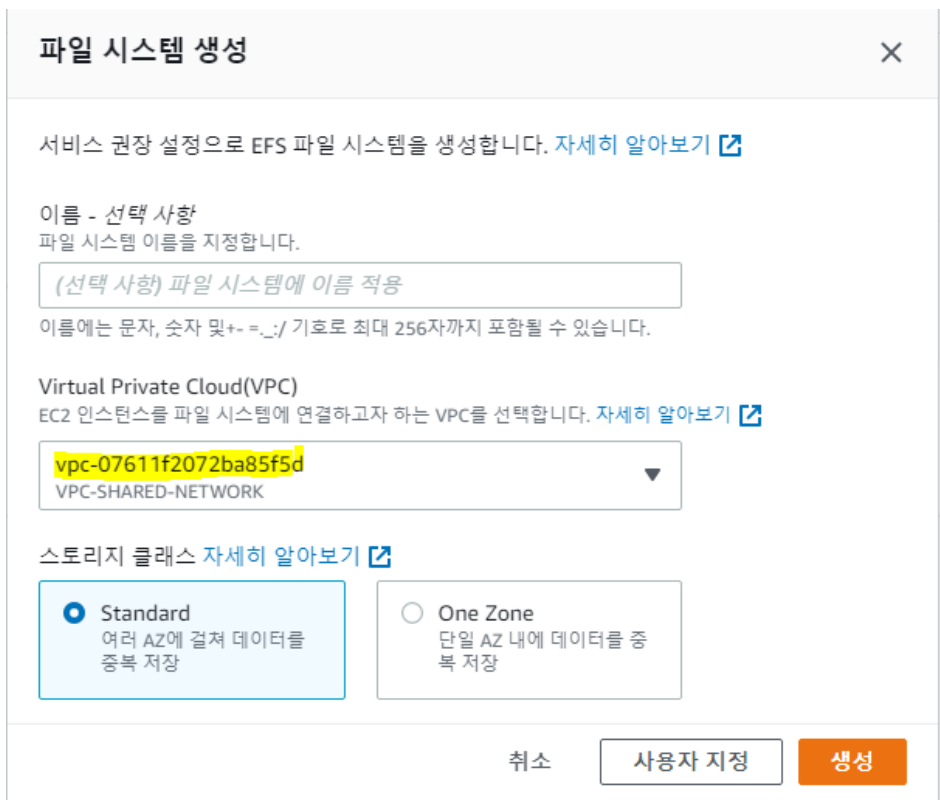 파일 시스템 생성
서비스 권장 설정으로 EFS 파일 시스템을 생성합니다. 자세히 알아보기
이름 - 선택 사항
파일 시스템 이름을 지정합니다.
(선택 사항) 파일 시스템에 이름 적용
이름에는 문자, 숫자 및+- =._:/ 기호로 최대 256자까지 포함될 수 있습니다.
Virtual Private Cloud(VPC)
EC2 인스턴스를 파일 시스템에 연결하고자 하는 VPC를 선택합니다. 자세히 알아보기
vpc-07611f2072ba85f5d
VPC-SHARED-NETWORK
스토리지 클래스 자세히 알아보기
Standard
여러 AZ에 걸쳐 데이터를
중복 저장
One Zone
단일 AZ 내에 데이터를 중
복 저장
취소
사용자 지정
생성